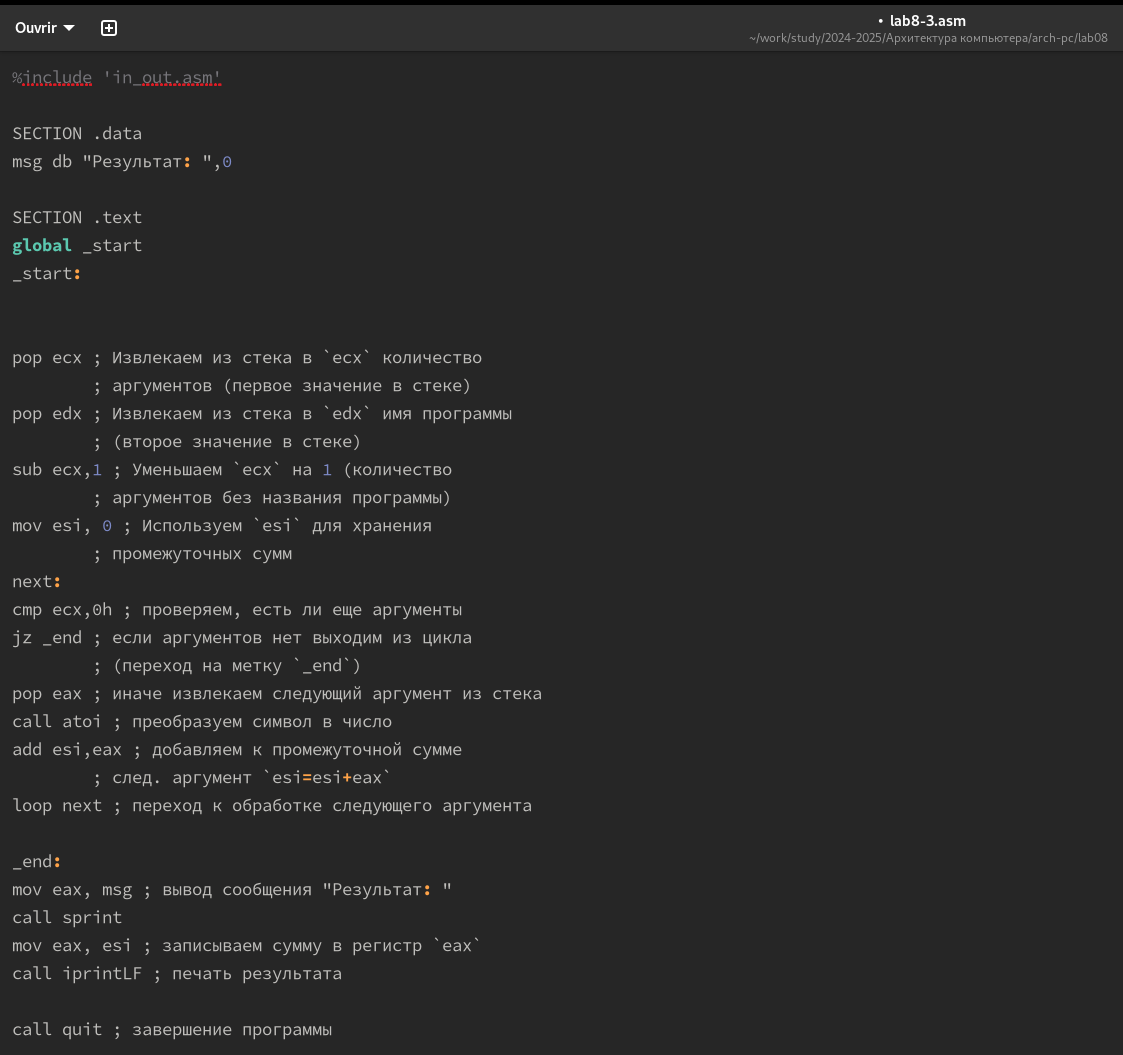 Ouvrir
• lab8-3.asm
~/work/study/2024-2025/Архитектура компьютера/arch-pc/lab08
%include 'in_out.asm'
SECTION .data
msg db "Результат: ",0
SECTION .text
global _start
_start:
pop ecx ; Извлекаем из стека в `ecx` количество
; аргументов (первое значение в стеке)
pop edx ; Извлекаем из стека в `edx` имя программы
; (второе значение в стеке)
sub ecx,1 ; Уменьшаем `ecx` на 1 (количество
; аргументов без названия программы)
mov esi, 0 ; Используем `esi` для хранения
; промежуточных сумм
next:
cmp ecx,0h ; проверяем, есть ли еще аргументы
jz _end ; если аргументов нет выходим из цикла
; (переход на метку `_end`)
pop eax ; иначе извлекаем следующий аргумент из стека
call atoi ; преобразуем символ в число
add esi,eax ; добавляем к промежуточной сумме
; след. аргумент `esi=esi+eax`
loop next ; переход к обработке следующего аргумента
_end:
mov eax, msg ; вывод сообщения "Результат: "
call sprint
mov eax, esi ; записываем сумму в регистр `eax`
call iprintLF ; печать результата
call quit ; завершение программы